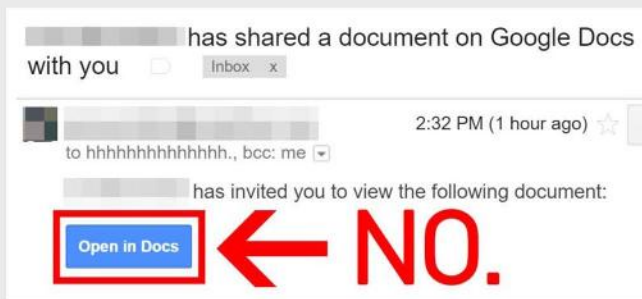 has shared a document on Google Docs
with you Inbox x
2:32 PM (1 hour ago)
to hhhhhhhhhhhhhh., bcc: me
has invited you to view the following document:
Open in Docs
NO.